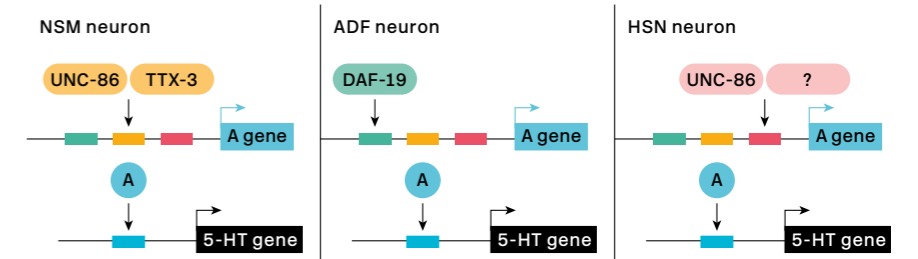 NSM neuron
UNC-86 TTX-3
A gene
A
5-HT gene
ADF neuron
DAF-19
A gene
A
5-HT gene
HSN neuron
UNC-86 ?
A gene
A
5-HT gene